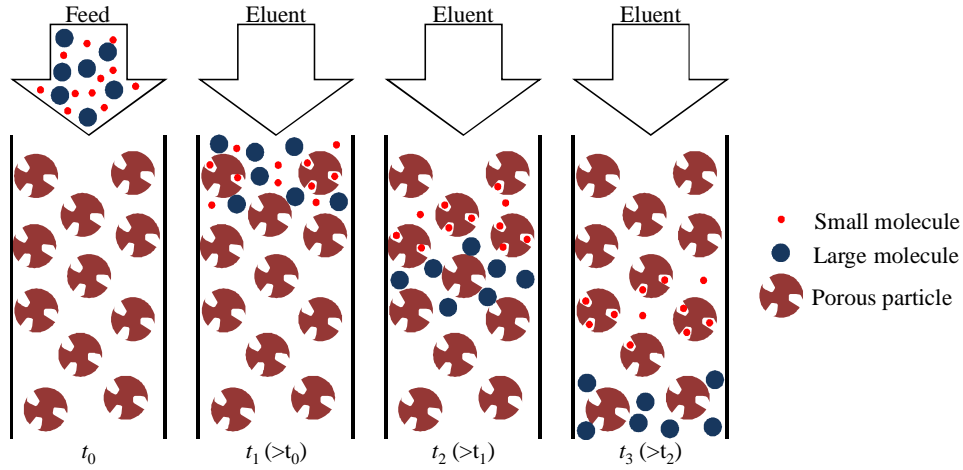 Feed
Eluent
Eluent
Eluent
Small molecule
Large molecule
Porous particle
t₀
t₁ (>t₀)
t₂ (>t₁)
t₃ (>t₂)